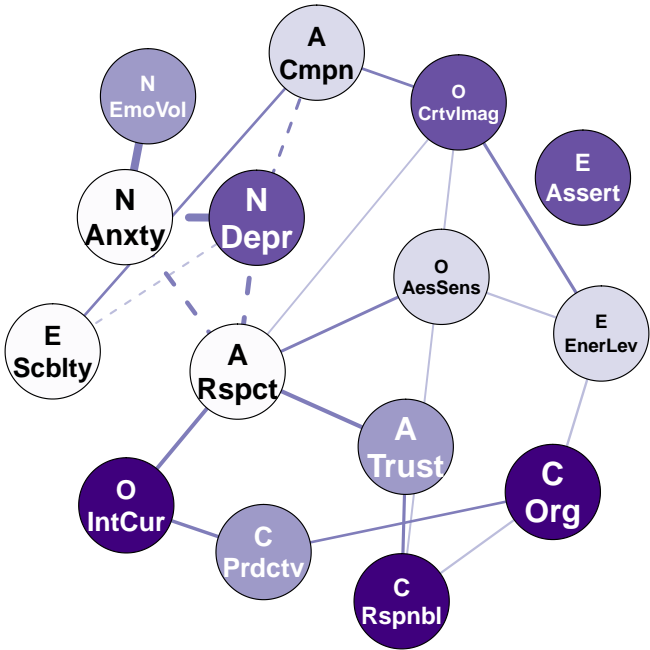 A
Cmpn
N
EmoVol
O
CrtvImag
E
Assert
N
Anxty
N
Depr
O
AesSens
E
EnerLev
E
Scblty
A
Rspct
A
Trust
O
IntCur
C
Org
C
Prdctv
C
Rspnbl